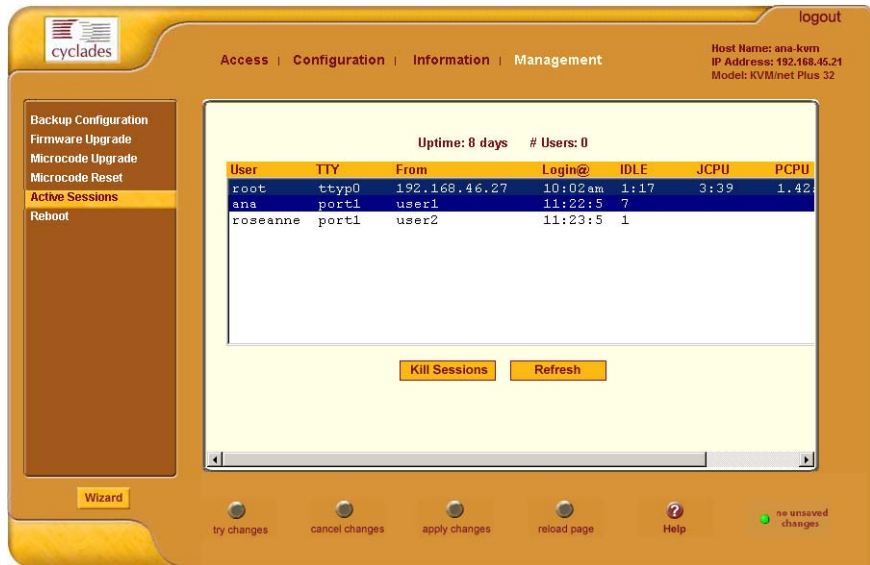 logout
cyclades
Access | Configuration | Information | Management
Host Name: ana-kvm
IP Address: 192.168.45.21
Model: KVM/net Plus 32
Backup Configuration
Firmware Upgrade
Microcode Upgrade
Microcode Reset
Active Sessions
Reboot
Uptime: 8 days # Users: 0
User TTY From Login@ IDLE JCPU PCPU
root ttyp0 192.168.46.27 10:02am 1:17 3:39 1.42:
ana port1 user1 11:22:5 7
roseanne port1 user2 11:23:5 1
Kill Sessions Refresh
Wizard
try changes
cancel changes
apply changes
reload page
? Help
no unsaved
changes